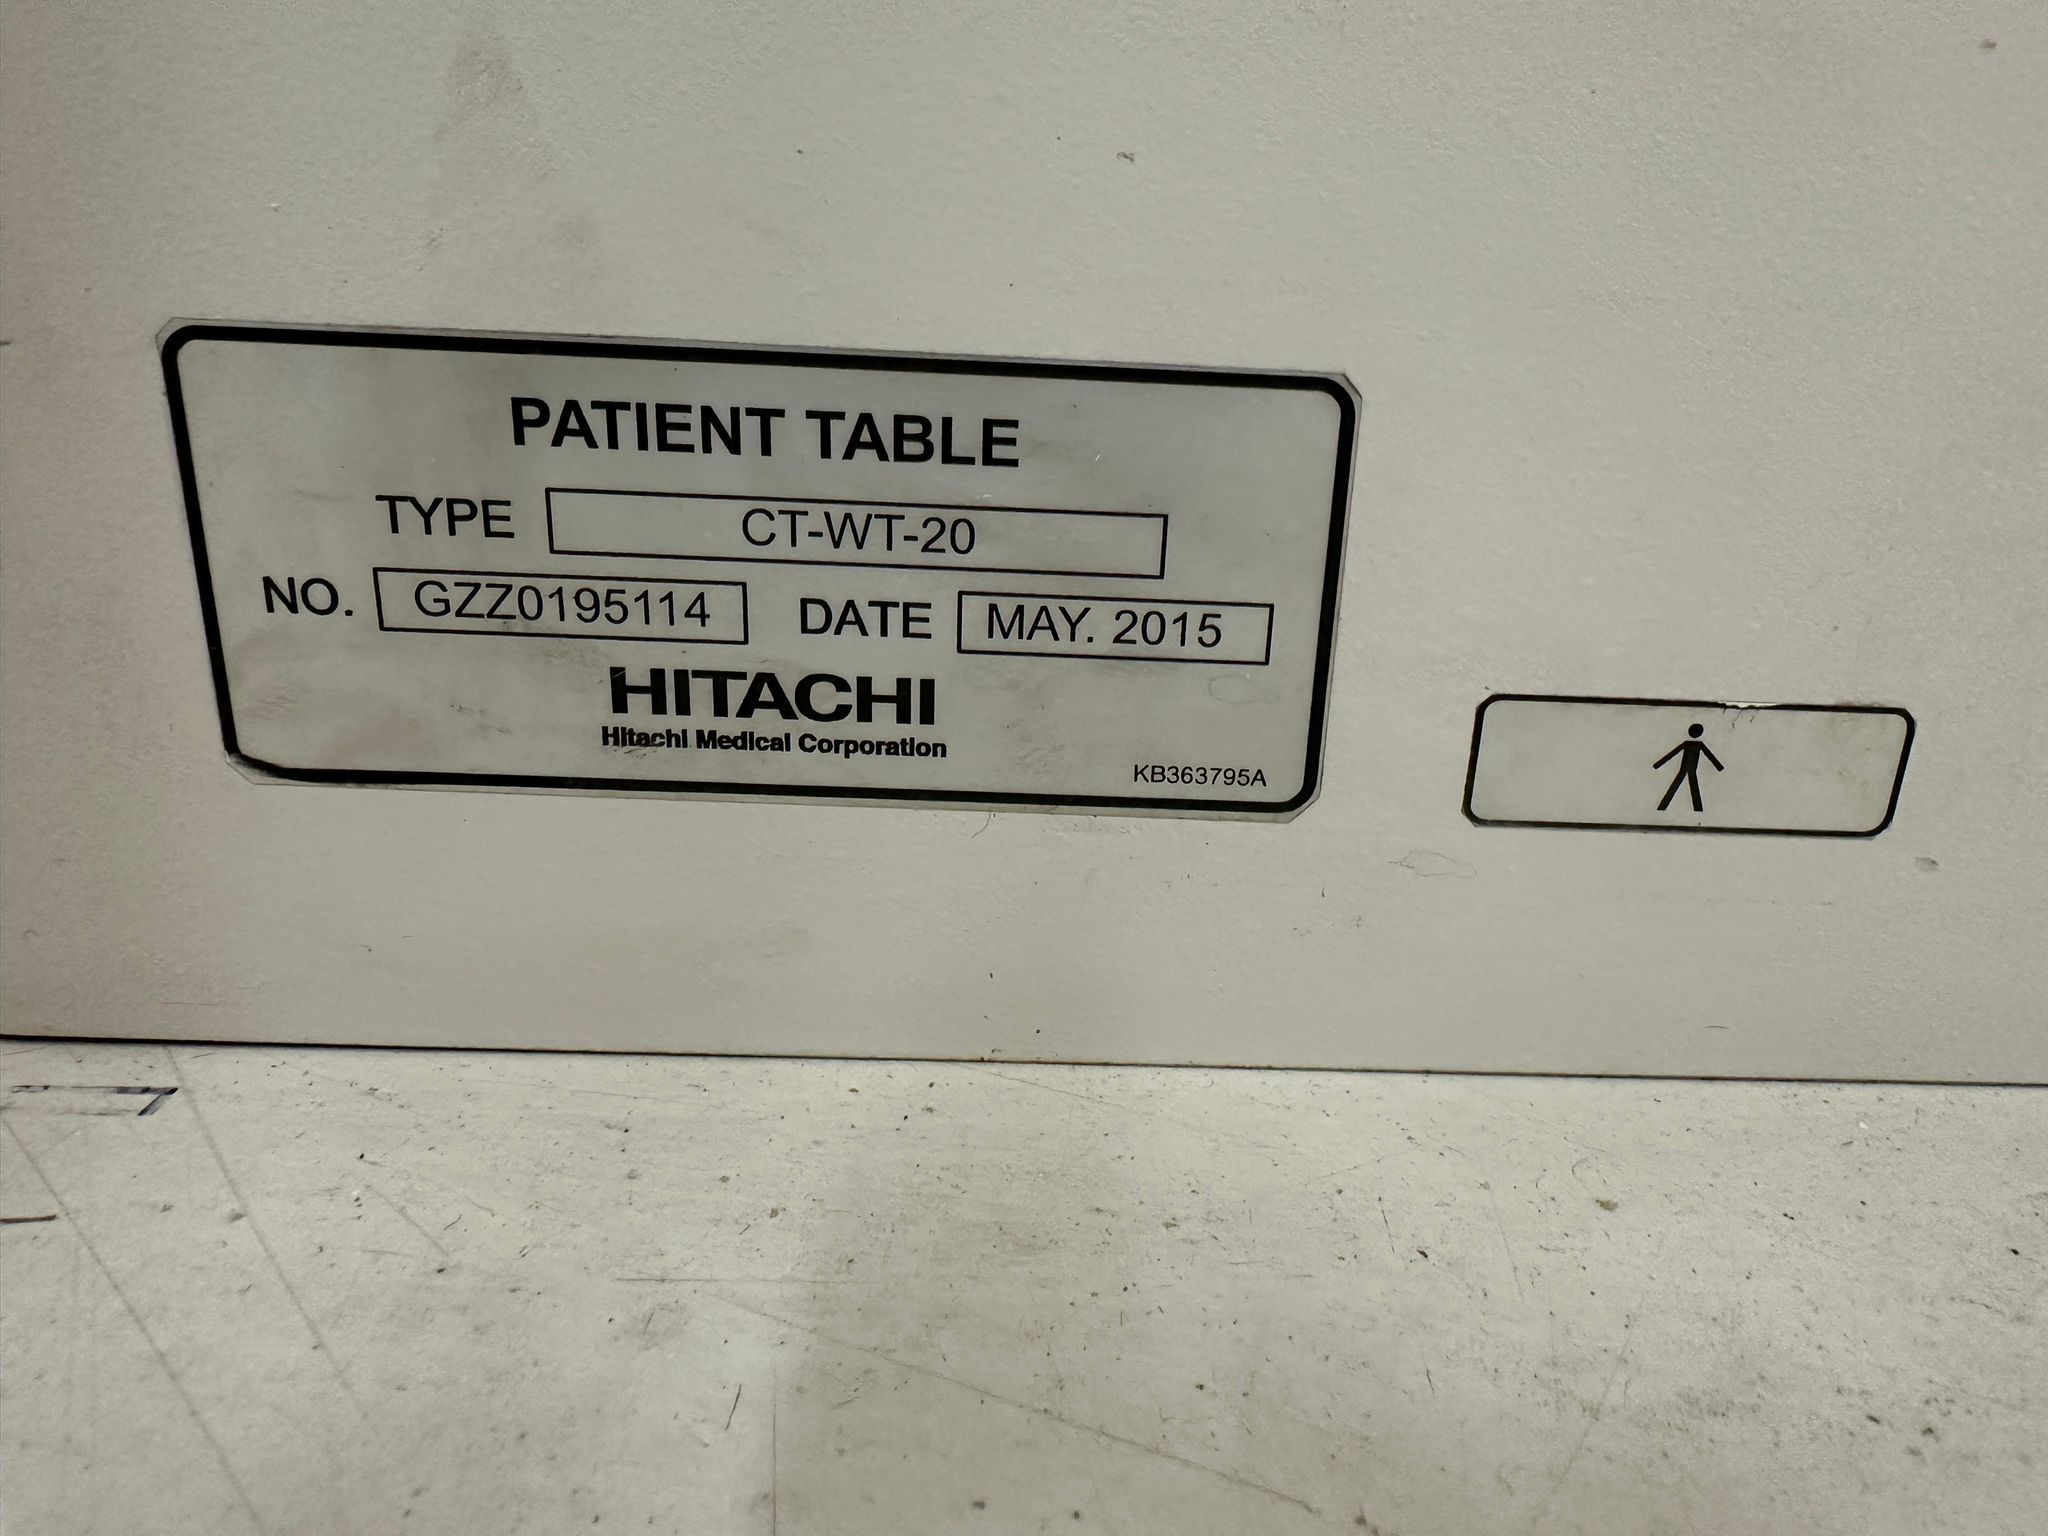 PATIENT TABLE
TYPE CT-WT-20
NO. GZZ0195114 DATE MAY. 2015
HITACHI
Hitachi Medical Corporation
KB363795A